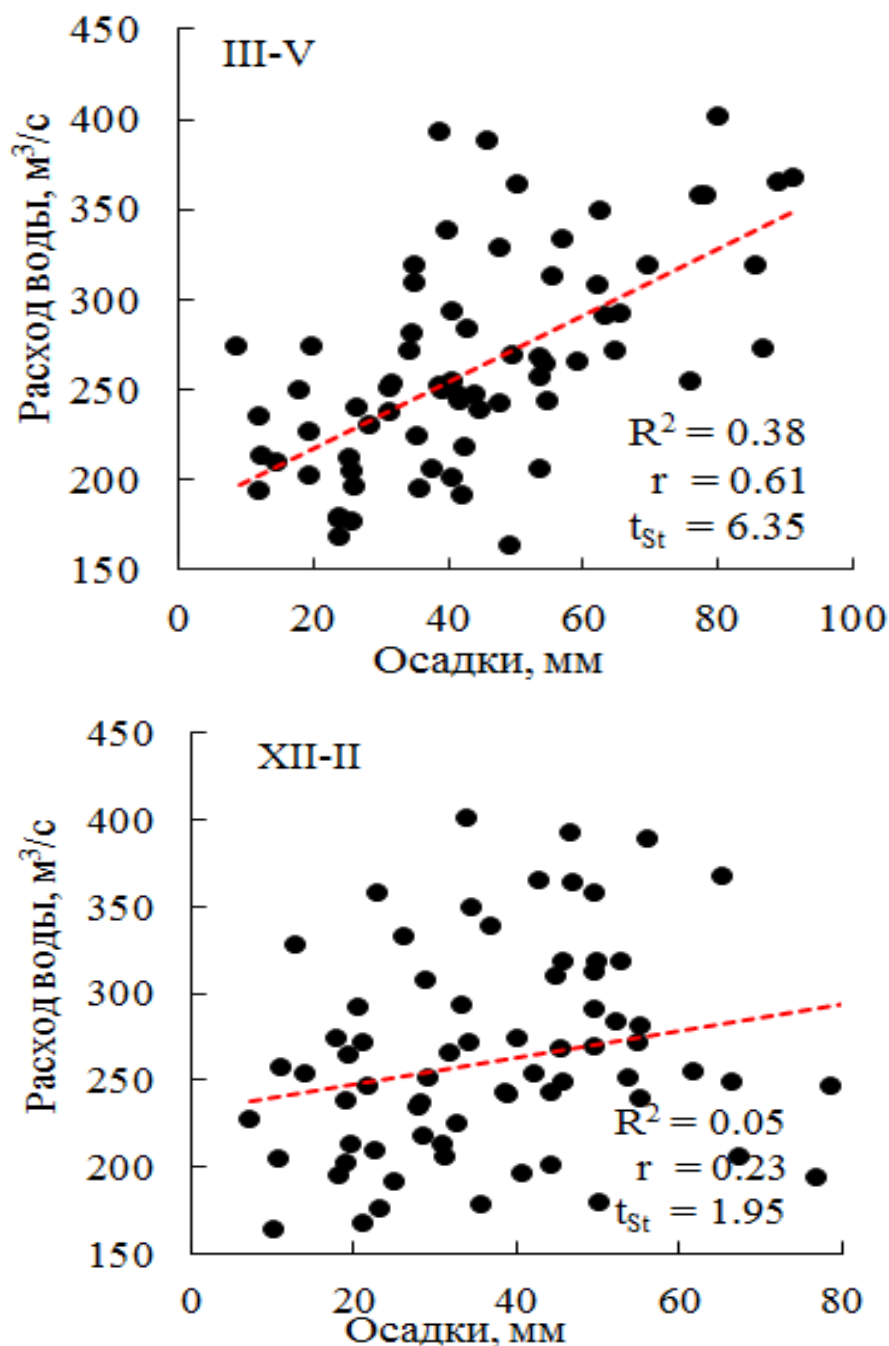 450
III-V
400
350
300
250
200
150
Расход воды, м³/с
R² = 0.38
r = 0.61
tSt = 6.35
0 20 40 60 80 100
Осадки, мм
450
XII-II
400
350
300
250
200
150
Расход воды, м³/с
R² = 0.05
r = 0.23
tSt = 1.95
0 20 40 60 80
Осадки, мм